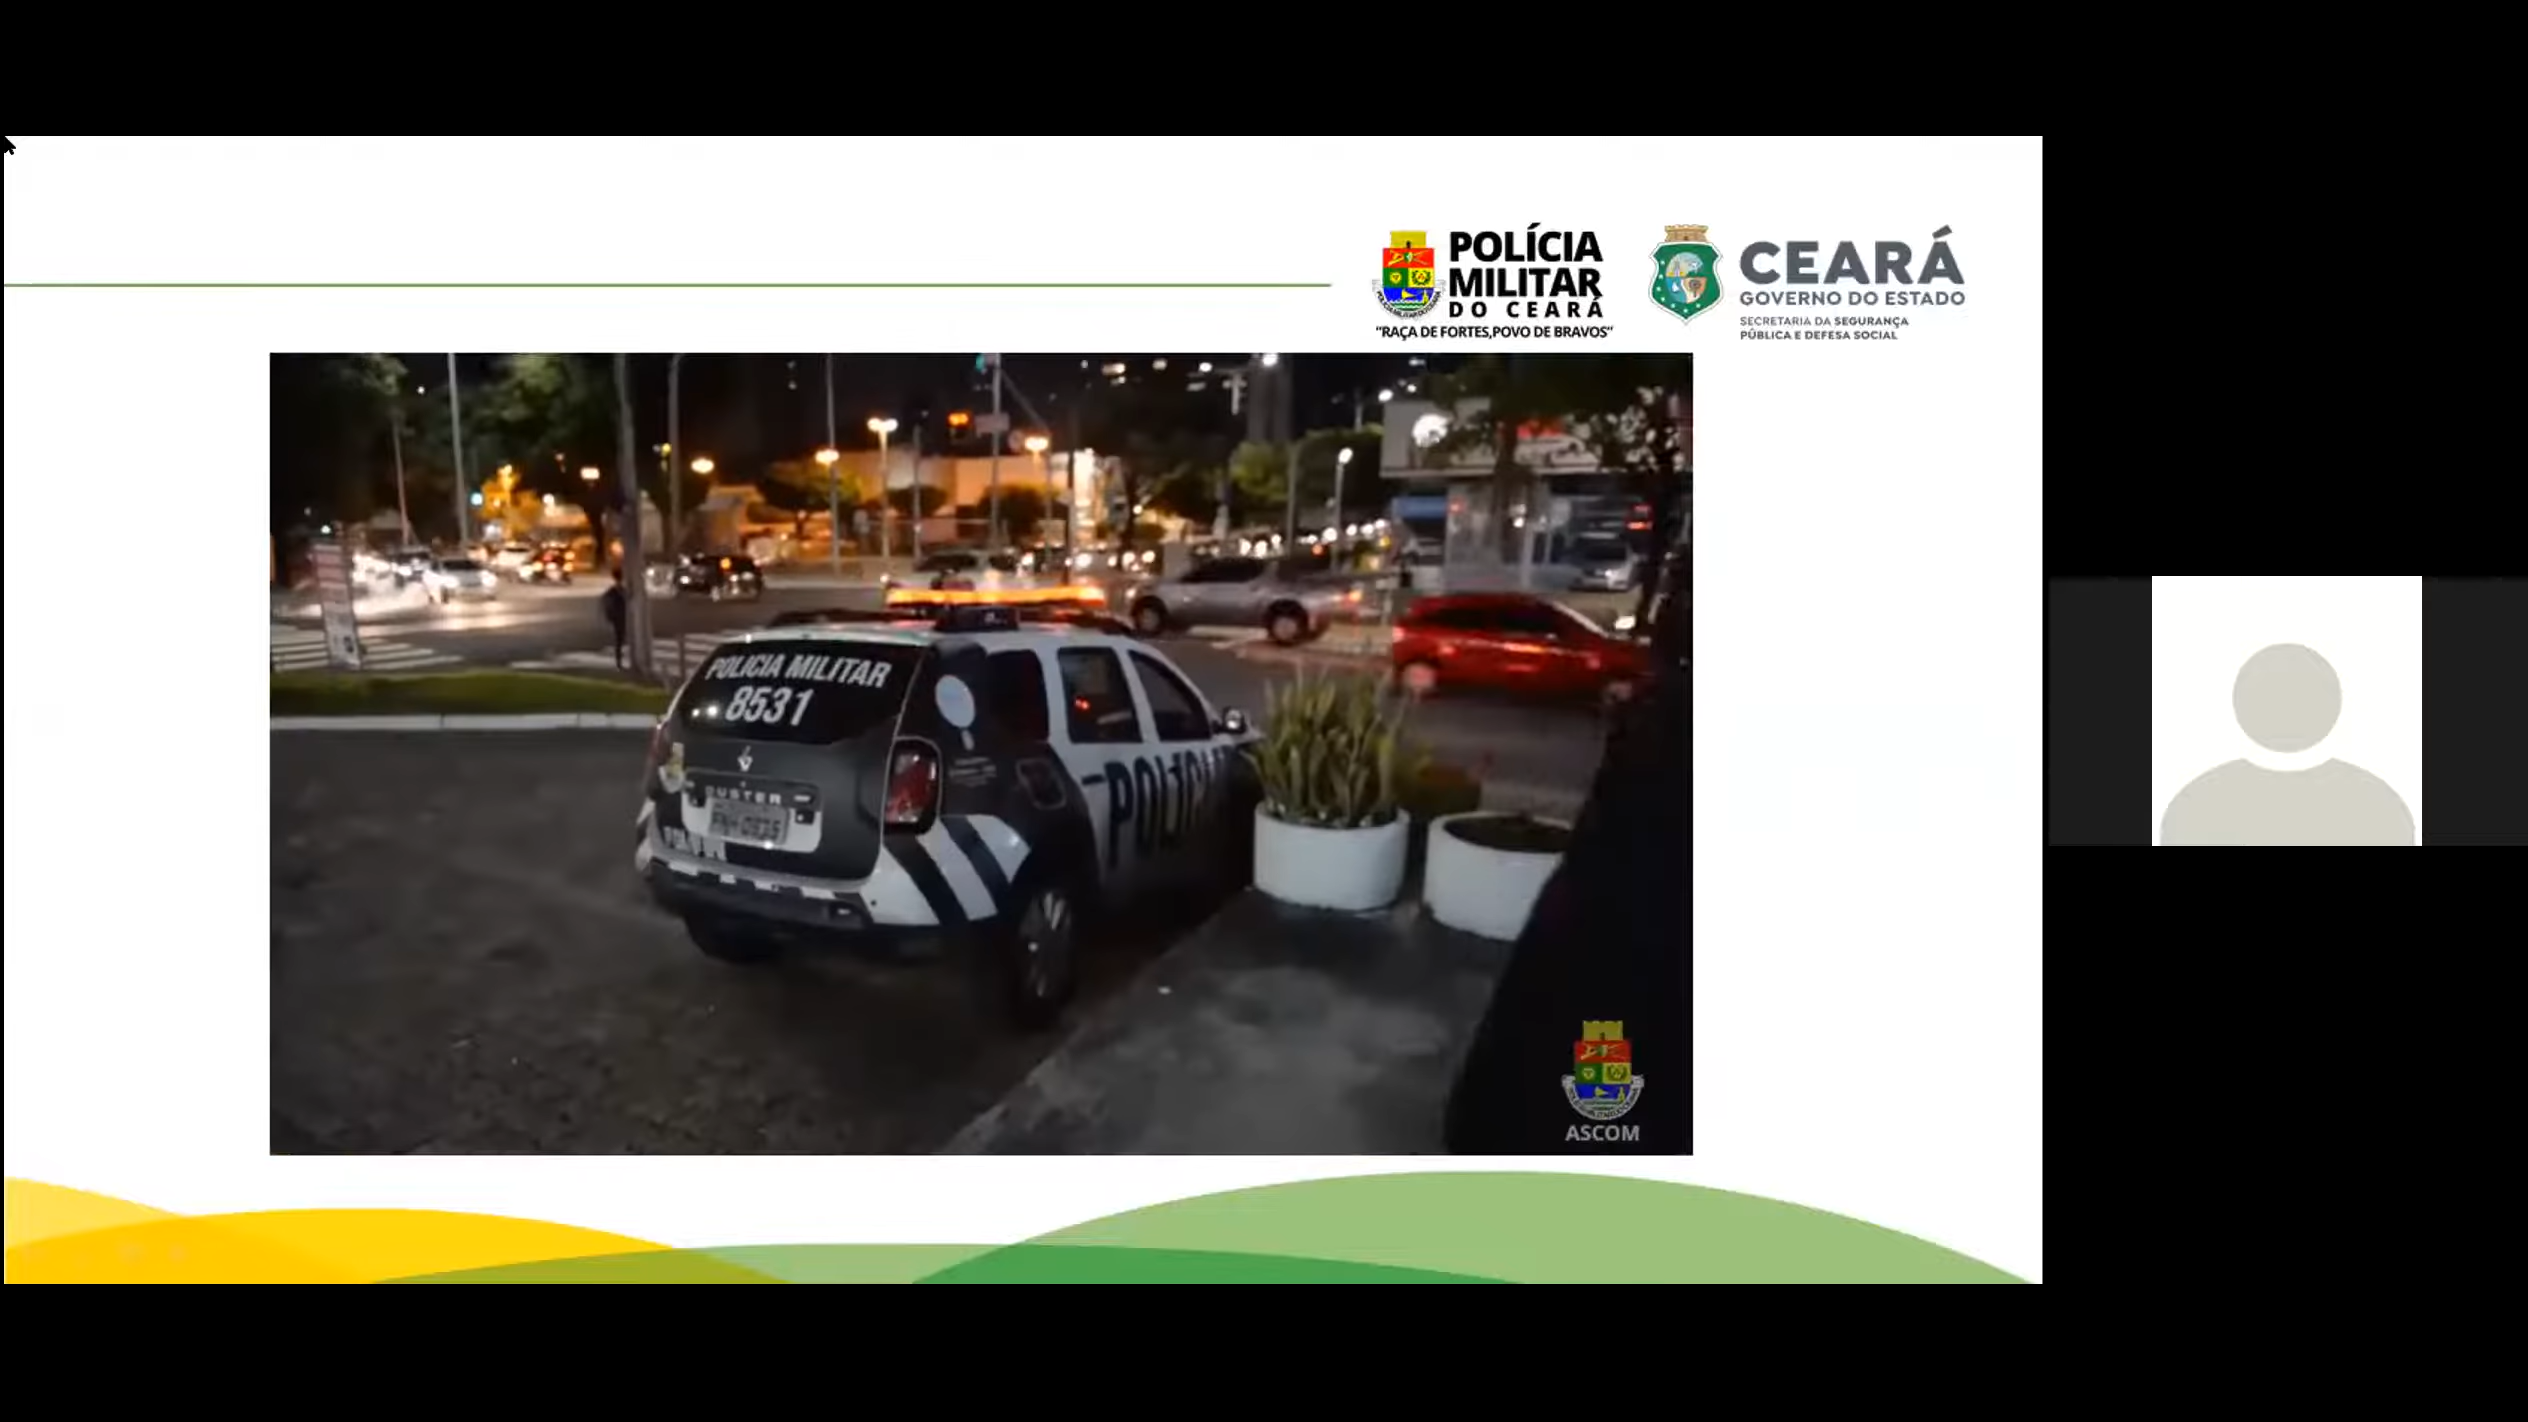 POLÍCIA
MILITAR
DO CEARÁ
"RAÇA DE FORTES,POVO DE BRAVOS"
CEARÁ
GOVERNO DO ESTADO
SECRETARIA DA SEGURANÇA
PÚBLICA E DEFESA SOCIAL
POLICIA MILITAR
8531
DUSTER
ASCOM